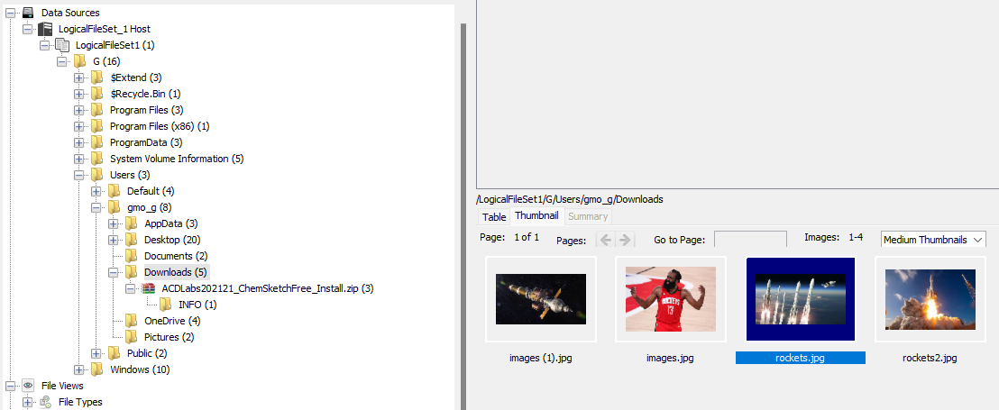 Data Sources
LogicalFileSet_1 Host
LogicalFileSet1 (1)
G (16)
$Extend (3)
$Recycle.Bin (1)
Program Files (3)
Program Files (x86) (1)
ProgramData (3)
System Volume Information (5)
Users (3)
Default (4)
gmo_g (8)
AppData (3)
Desktop (20)
Documents (2)
Downloads (5)
ACDLabs202121_ChemSketchFree_Install.zip (3)
INFO (1)
OneDrive (4)
Pictures (2)
Public (2)
Windows (10)
File Views
File Types
/LogicalFileSet1/G/Users/gmo_g/Downloads
Table Thumbnail Summary
Page: 1 of 1 Pages: Go to Page: Images: 1-4 Medium Thumbnails
ROCKETS
13
images (1).jpg images.jpg rockets.jpg rockets2.jpg